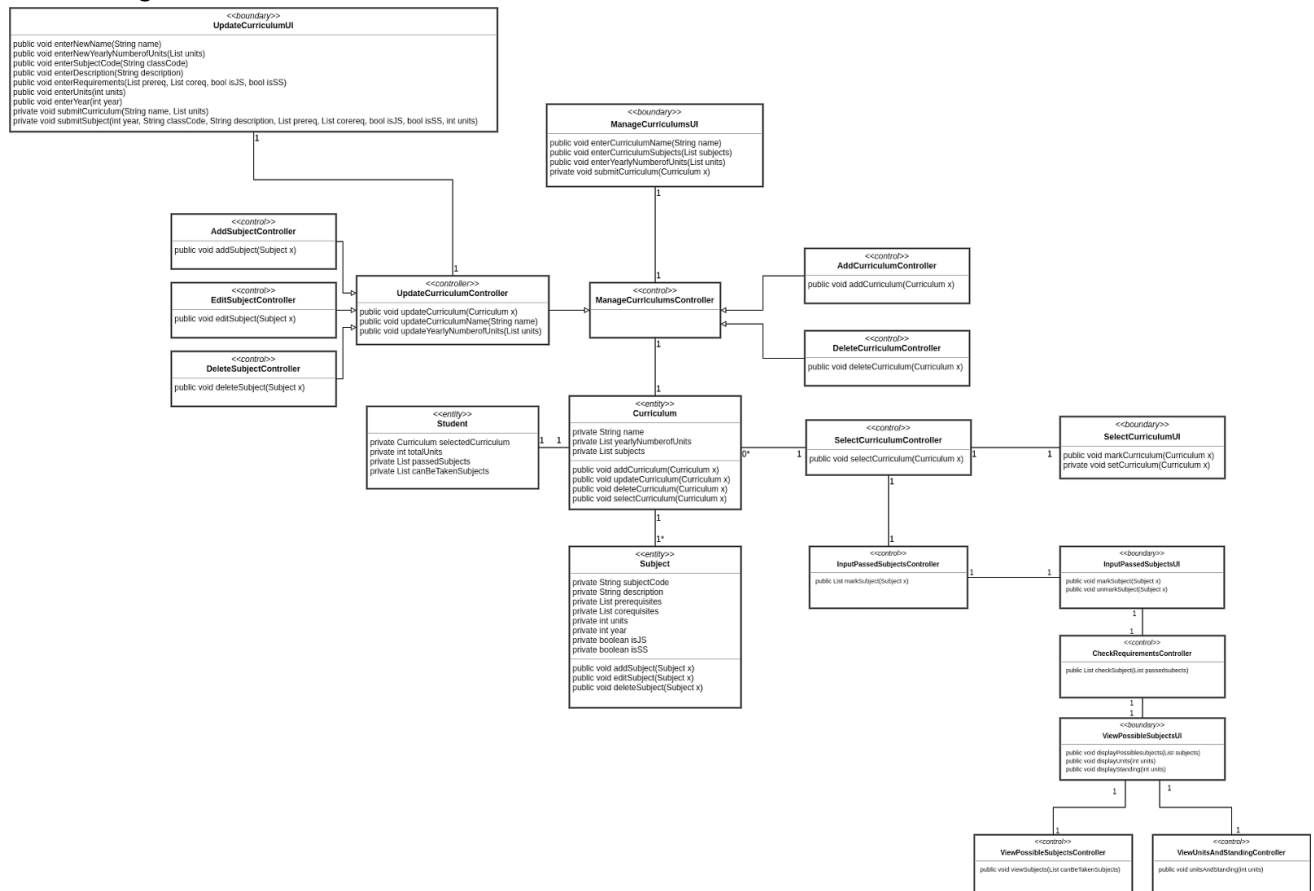 <<boundary>>
UpdateCurriculumUI
public void enterNewName(String name)
public void enterNewYearlyNumberofUnits(List units)
public void enterSubjectCode(String classCode)
public void enterDescription(String description)
public void enterRequirements(List prereq, List coreq, bool isJS, bool isSS)
public void enterUnits(int units)
public void enterYear(int year)
private void submitCurriculum(String name, List units)
private void submitSubject(int year, String classCode, String description, List prereq, List corereq, bool isJS, bool isSS, int units)
1
1
<<boundary>>
ManageCurriculumsUI
public void enterCurriculumName(String name)
public void enterCurriculumSubjects(List subjects)
public void enterYearlyNumberofUnits(List units)
private void submitCurriculum(Curriculum x)
1
1
<<control>>
AddSubjectController
public void addSubject(Subject x)
<<control>>
EditSubjectController
public void editSubject(Subject x)
<<control>>
DeleteSubjectController
public void deleteSubject(Subject x)
<<controller>>
UpdateCurriculumController
public void updateCurriculum(Curriculum x)
public void updateCurriculumName(String name)
public void updateYearlyNumberofUnits(List units)
<<control>>
ManageCurriculumsController
1
1
<<control>>
AddCurriculumController
public void addCurriculum(Curriculum x)
<<control>>
DeleteCurriculumController
public void deleteCurriculum(Curriculum x)
<<entity>>
Student
private Curriculum selectedCurriculum
private int totalUnits
private List passedSubjects
private List canBeTakenSubjects
1 1
<<entity>>
Curriculum
private String name
private List yearlyNumberofUnits
private List subjects
public void addCurriculum(Curriculum x)
public void updateCurriculum(Curriculum x)
public void deleteCurriculum(Curriculum x)
public void selectCurriculum(Curriculum x)
0* 1
<<control>>
SelectCurriculumController
public void selectCurriculum(Curriculum x)
1 1
<<boundary>>
SelectCurriculumUI
public void markCurriculum(Curriculum x)
private void setCurriculum(Curriculum x)
1
1*
<<entity>>
Subject
private String subjectCode
private String description
private List prerequisites
private List corequisites
private int units
private int year
private boolean isJS
private boolean isSS
public void addSubject(Subject x)
public void editSubject(Subject x)
public void deleteSubject(Subject x)
1
1
<<control>>
InputPassedSubjectsController
public List markSubject(Subject x)
1 1
<<boundary>>
InputPassedSubjectsUI
public void markSubject(Subject x)
public void unmarkSubject(Subject x)
1
1
<<control>>
CheckRequirementsController
public List checkSubject(List passedsubects)
1
1
<<boundary>>
ViewPossibleSubjectsUI
public void displayPossiblesubjects(List subjects)
public void displayUnits(int units)
public void displayStanding(int units)
1 1
1 1
<<control>>
ViewPossibleSubjectsController
public void viewSubjects(List canBeTakenSubjects)
<<control>>
ViewUnitsAndStandingController
public void unitsAndStanding(int units)